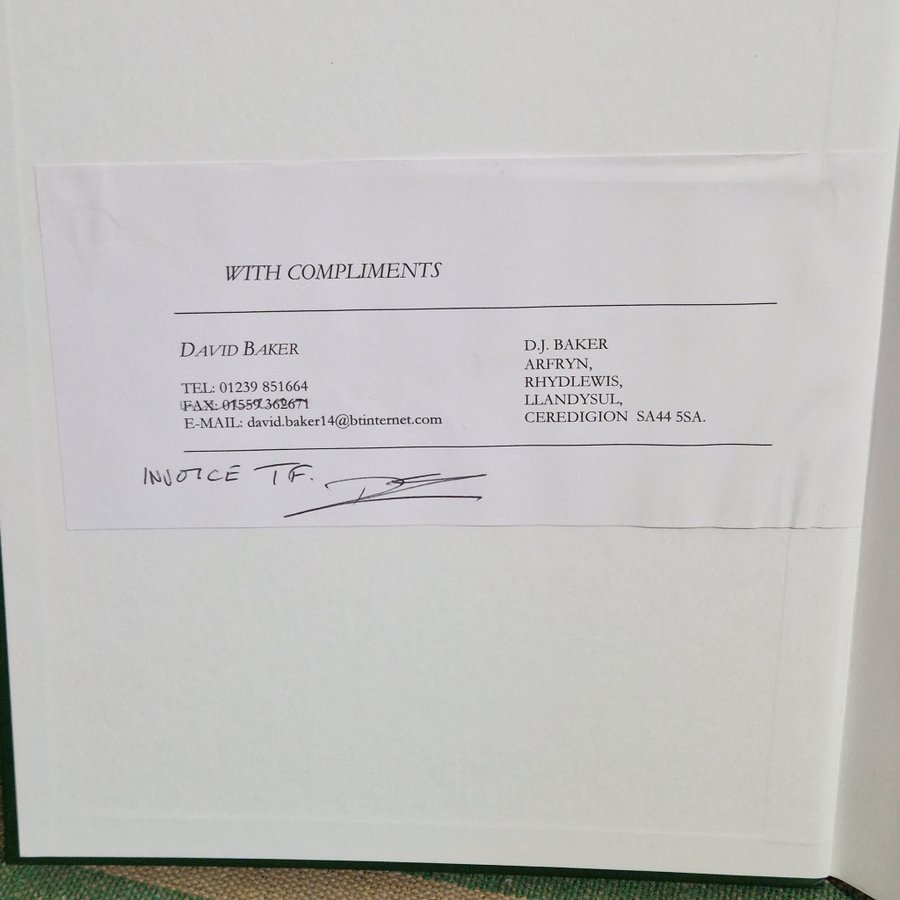 WITH COMPLIMENTS
DAVID BAKER
TEL: 01239 851664
FAX: 01559 362671
E-MAIL: david.baker14@btinternet.com
D.J. BAKER
ARFRYN,
RHYDLEWIS,
LLANDYSUL,
CEREDIGION SA44 5SA.
INVOICE TF.